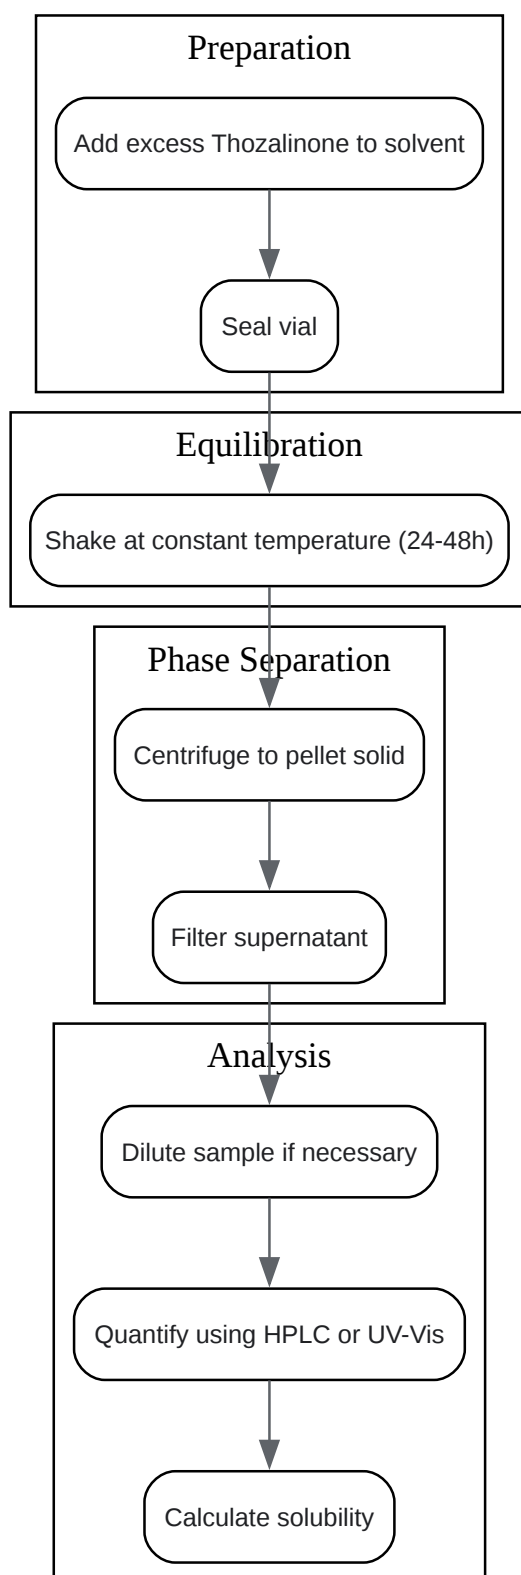 Preparation
Add excess Thozalinone to solvent
Seal vial
Equilibration
Shake at constant temperature (24-48h)
Phase Separation
Centrifuge to pellet solid
Filter supernatant
Analysis
Dilute sample if necessary
Quantify using HPLC or UV-Vis
Calculate solubility